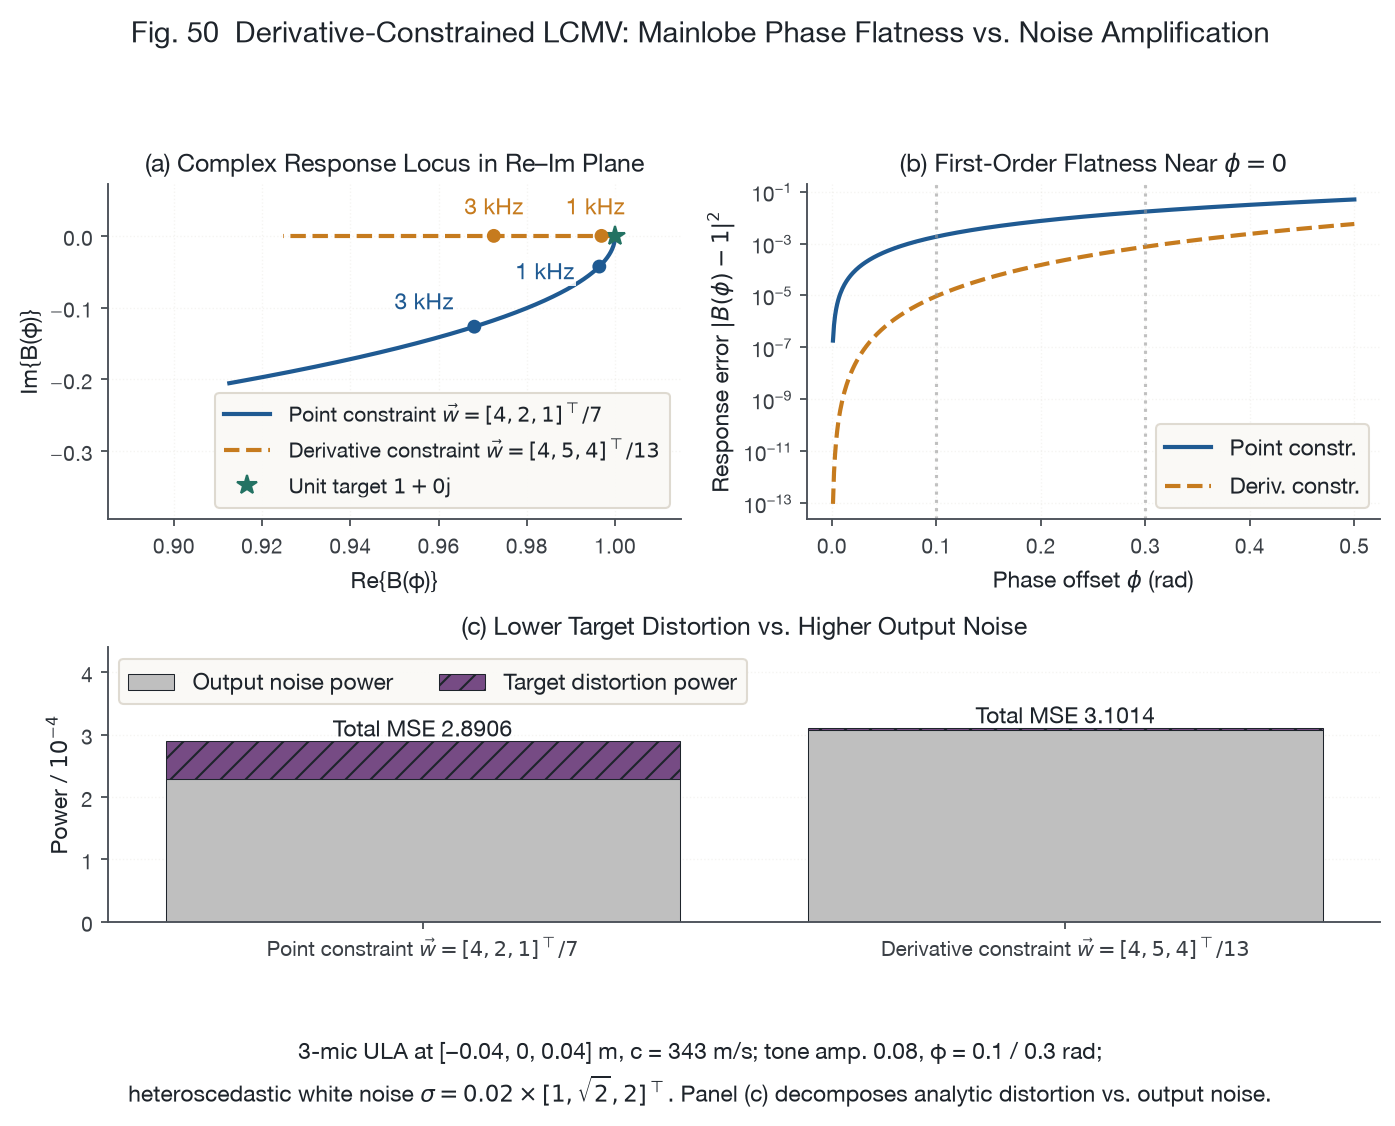 Fig. 50  Derivative-Constrained LCMV: Mainlobe Phase Flatness vs. Noise Amplification
(a) Complex Response Locus in Re–Im Plane
Im{B(φ)}
0.0
−0.1
−0.2
−0.3
3 kHz
1 kHz
1 kHz
3 kHz
Point constraint w⃗ = [4, 2, 1]⊤/7
Derivative constraint w⃗ = [4, 5, 4]⊤/13
Unit target 1 + 0j
0.90
0.92
0.94
0.96
0.98
1.00
Re{B(φ)}
(b) First-Order Flatness Near ϕ = 0
Response error |B(ϕ) − 1|²
10⁻¹
10⁻³
10⁻⁵
10⁻⁷
10⁻⁹
10⁻¹¹
10⁻¹³
Point constr.
Deriv. constr.
0.0
0.1
0.2
0.3
0.4
0.5
Phase offset ϕ (rad)
(c) Lower Target Distortion vs. Higher Output Noise
Power / 10⁻⁴
4
3
2
1
0
Output noise power
Target distortion power
Total MSE 2.8906
Total MSE 3.1014
Point constraint w⃗ = [4, 2, 1]⊤/7
Derivative constraint w⃗ = [4, 5, 4]⊤/13
3-mic ULA at [−0.04, 0, 0.04] m, c = 343 m/s; tone amp. 0.08, φ = 0.1 / 0.3 rad;
heteroscedastic white noise σ = 0.02 × [1, √2, 2]⊤. Panel (c) decomposes analytic distortion vs. output noise.